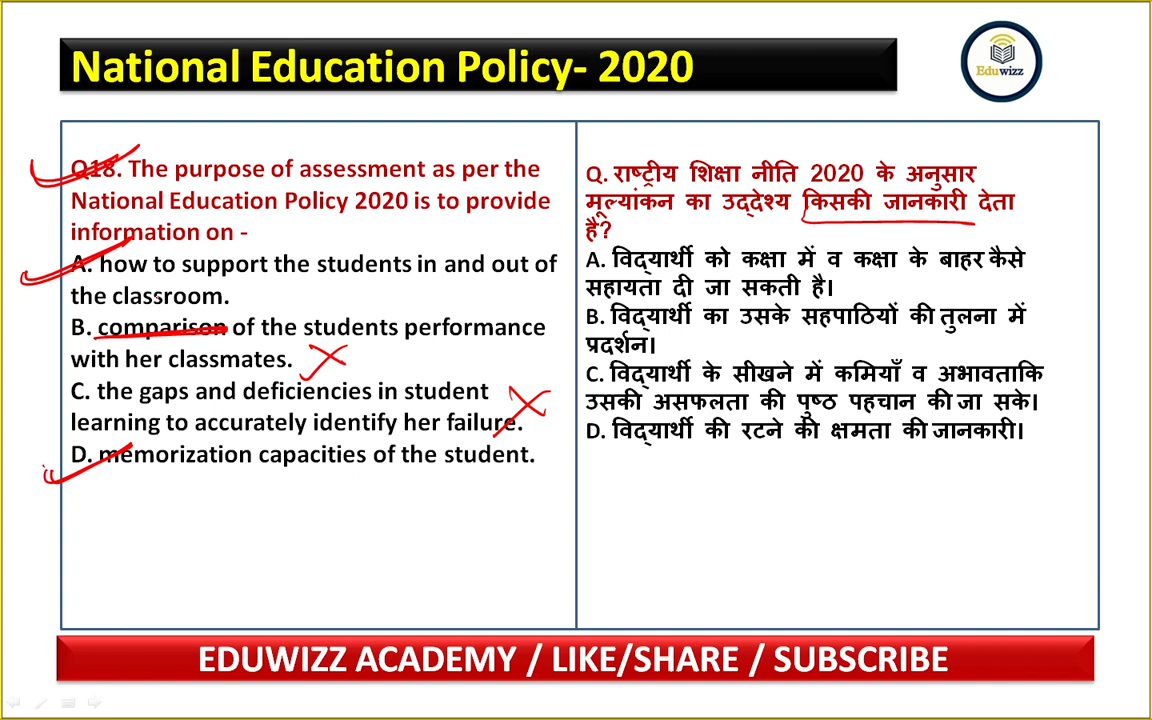 National Education Policy- 2020
Eduwizz
Q18. The purpose of assessment as per the
National Education Policy 2020 is to provide
information on -
A. how to support the students in and out of
the classroom.
B. comparison of the students performance
with her classmates.
C. the gaps and deficiencies in student
learning to accurately identify her failure.
D. memorization capacities of the student.
Q. राष्ट्रीय शिक्षा नीति 2020 के अनुसार
मूल्यांकन का उद्देश्य किसकी जानकारी देता
है?
A. विद्यार्थी को कक्षा में व कक्षा के बाहर कैसे
सहायता दी जा सकती है।
B. विद्यार्थी का उसके सहपाठियों की तुलना में
प्रदर्शन।
C. विद्यार्थी के सीखने में कमियाँ व अभावताकि
उसकी असफलता की पुष्ठ पहचान की जा सके।
D. विद्यार्थी की रटने की क्षमता की जानकारी।
EDUWIZZ ACADEMY / LIKE/SHARE / SUBSCRIBE